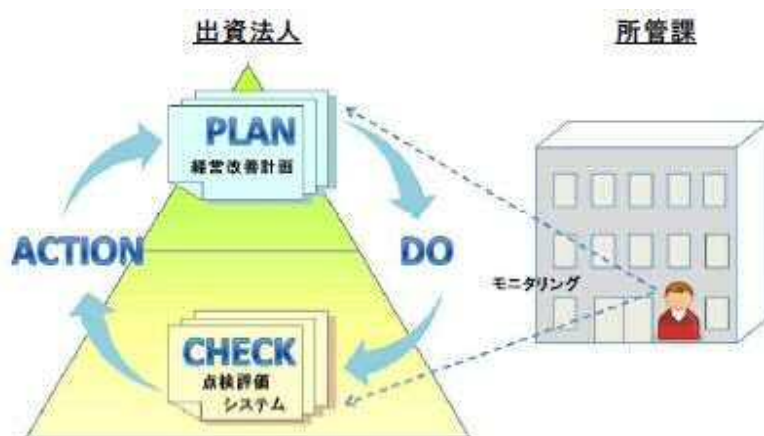 出資法人
所管課
PLAN
経営改善計画
ACTION
DO
モニタリング
CHECK
点検評価
システム